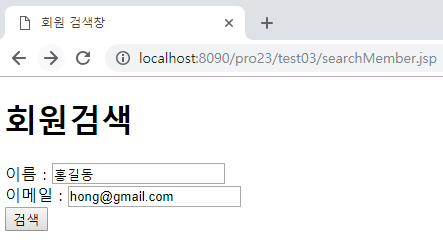 회원 검색창
localhost:8090/pro23/test03/searchMember.jsp
회원검색
이름 : 홍길동
이메일 : hong@gmail.com
검색